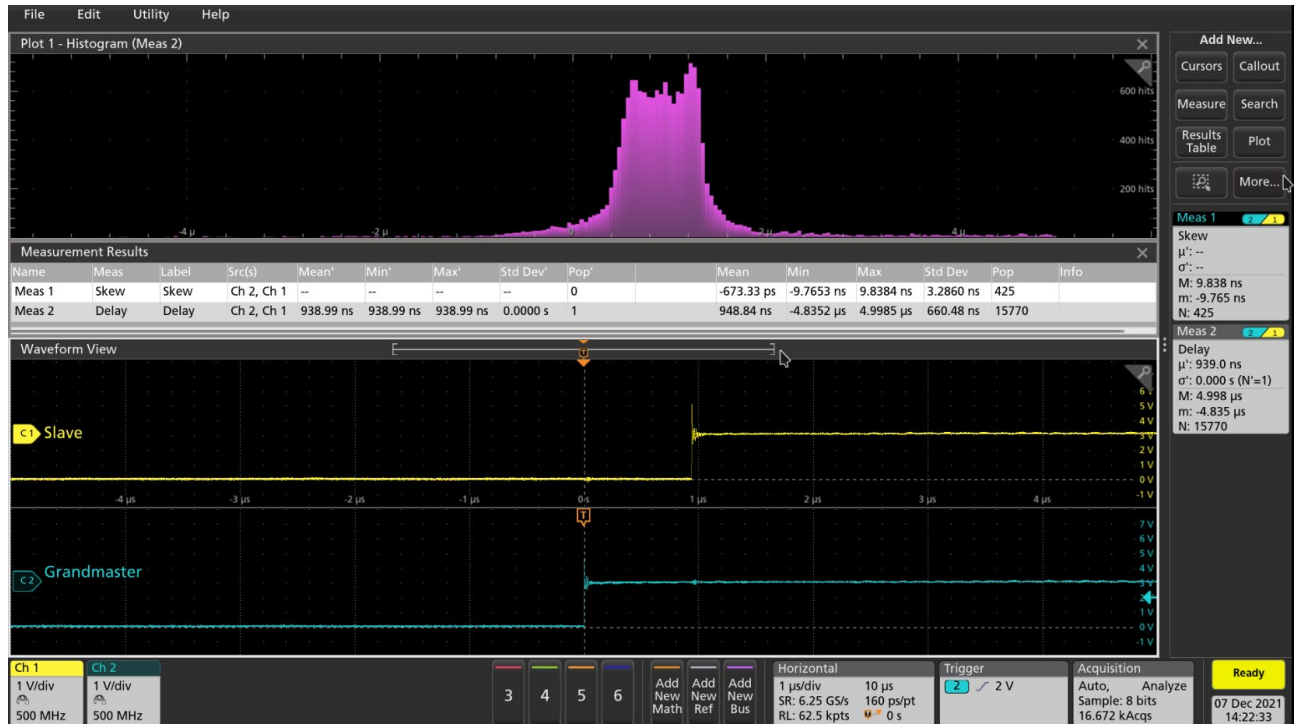 File Edit Utility Help
Plot 1 - Histogram (Meas 2)
600 hits
400 hits
200 hits
-4 μ -2 μ 0 2 μ 4 μ
Measurement Results
Name Meas Label Src(s) Mean' Min' Max' Std Dev' Pop' Mean Min Max Std Dev Pop Info
Meas 1 Skew Skew Ch 2, Ch 1 -- -- -- -- 0 -673.33 ps -9.7653 ns 9.8384 ns 3.2860 ns 425
Meas 2 Delay Delay Ch 2, Ch 1 938.99 ns 938.99 ns 938.99 ns 0.0000 s 1 948.84 ns -4.8352 μs 4.9985 μs 660.48 ns 15770
Waveform View
T
6 V
5 V
4 V
C 1 Slave
3 V
2 V
1 V
0 V
-4 μs -3 μs -2 μs -1 μs 0 s 1 μs 2 μs 3 μs 4 μs
-1 V
T
7 V
6 V
5 V
4 V
C 2 Grandmaster
3 V
2 V
1 V
0 V
-1 V
Add New...
Cursors Callout
Measure Search
Results Table Plot
More...
Meas 1 2 1
Skew
μ': --
σ': --
M: 9.838 ns
m: -9.765 ns
N: 425
Meas 2 2 1
Delay
μ': 939.0 ns
σ': 0.000 s (N'=1)
M: 4.998 μs
m: -4.835 μs
N: 15770
Ch 1
1 V/div
500 MHz
Ch 2
1 V/div
500 MHz
3 4 5 6
Add New Math
Add New Ref
Add New Bus
Horizontal
1 μs/div 10 μs
SR: 6.25 GS/s 160 ps/pt
RL: 62.5 kpts 0 s
Trigger
2 2 V
Acquisition
Auto, Analyze
Sample: 8 bits
16.672 kAcqs
Ready
07 Dec 2021
14:22:33